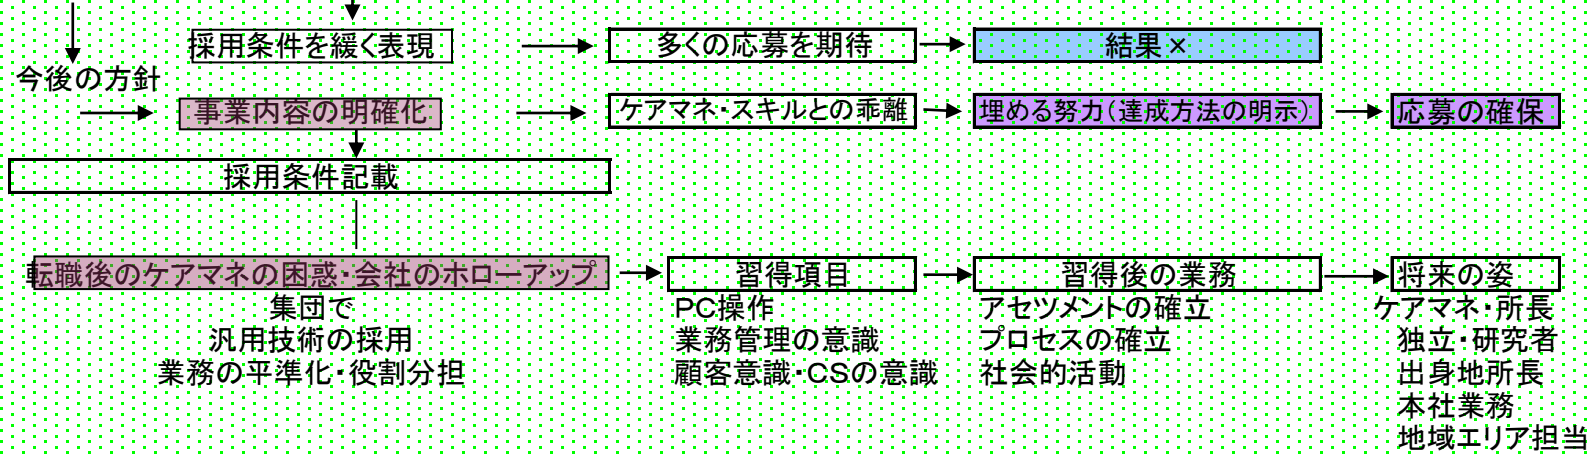 採用条件を緩く表現 多くの応募を期待 結果×
今後の方針
事業内容の明確化 ケアマネ・スキルとの乖離 埋める努力(達成方法の明示) 応募の確保
採用条件記載
転職後のケアマネの困惑・会社のホローアップ 習得項目 習得後の業務 将来の姿
集団で PC操作 アセツメントの確立 ケアマネ・所長
汎用技術の採用 業務管理の意識 プロセスの確立 独立・研究者
業務の平準化・役割分担 顧客意識・CSの意識 社会的活動 出身地所長
本社業務
地域エリア担当